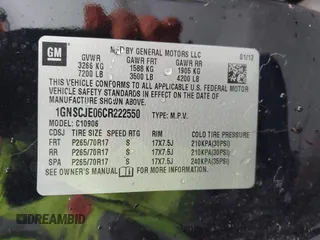 GM
MFD BY GENERAL MOTORS LLC
01/12
GVWR GAWR FRT GAWR RR
3266 KG 1588 KG 1905 KG
7200 LB 3500 LB 4200 LB
THIS VEHICLE CONFORMS TO ALL APPLICABLE U.S. FEDERAL
MOTOR VEHICLE SAFETY STANDARDS IN EFFECT ON THE DATE
OF MANUFACTURE SHOWN ABOVE.
1GNSCJE06CR222550 TYPE: M.P.V.
MODEL: C10906
CDSJ TIRE SIZE SPEED RTG RIM COLD TIRE PRESSURE
FRT P265/70R17 S 17X7.5J 210KPA(30PSI)
RR P265/70R17 S 17X7.5J 210KPA(30PSI)
SPA P265/70R17 S 17X7.5J 240KPA(35PSI)
SEE OWNER'S MANUAL FOR ADDITIONAL INFORMATION
DREAMBID